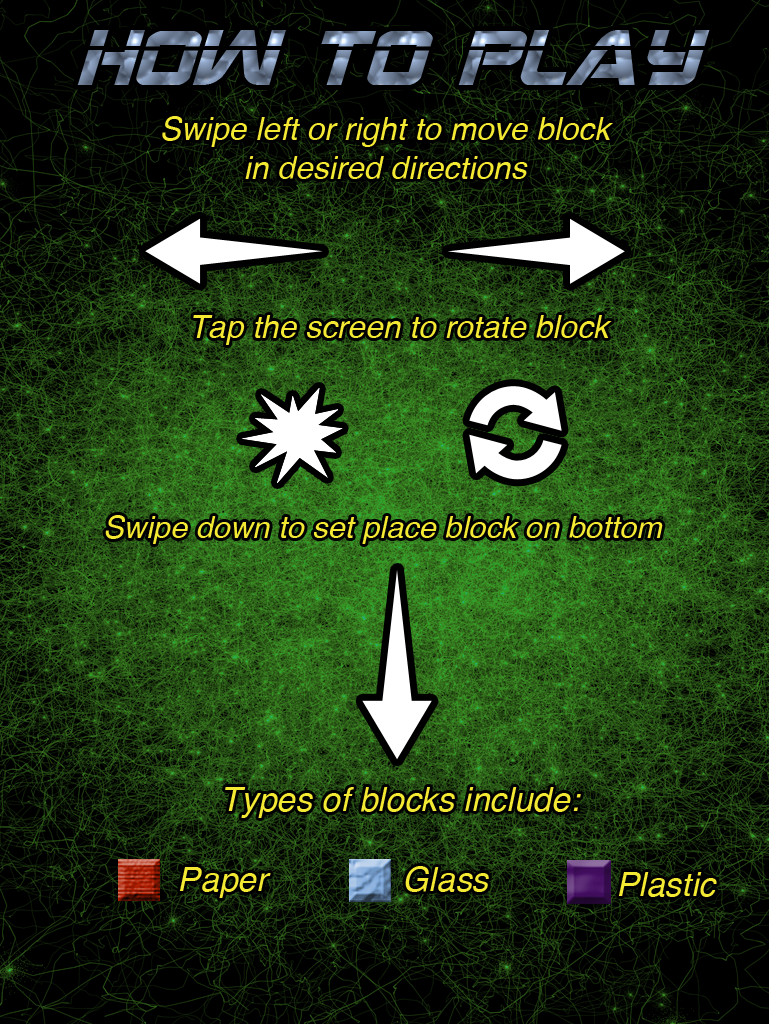 HOW TO PLAY
Swipe left or right to move block
in desired directions
Tap the screen to rotate block
Swipe down to set place block on bottom
Types of blocks include:
Paper Glass Plastic